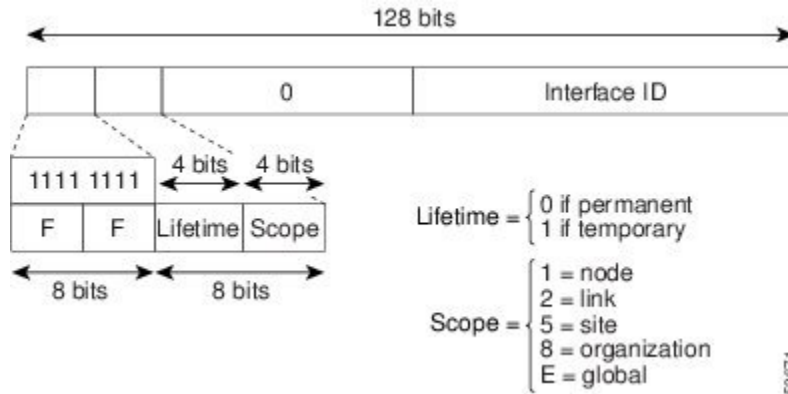 128 bits
0 Interface ID
1111 1111 4 bits 4 bits
F F Lifetime Scope
8 bits 8 bits
Lifetime = 0 if permanent
1 if temporary
Scope = 1 = node
2 = link
5 = site
8 = organization
E = global